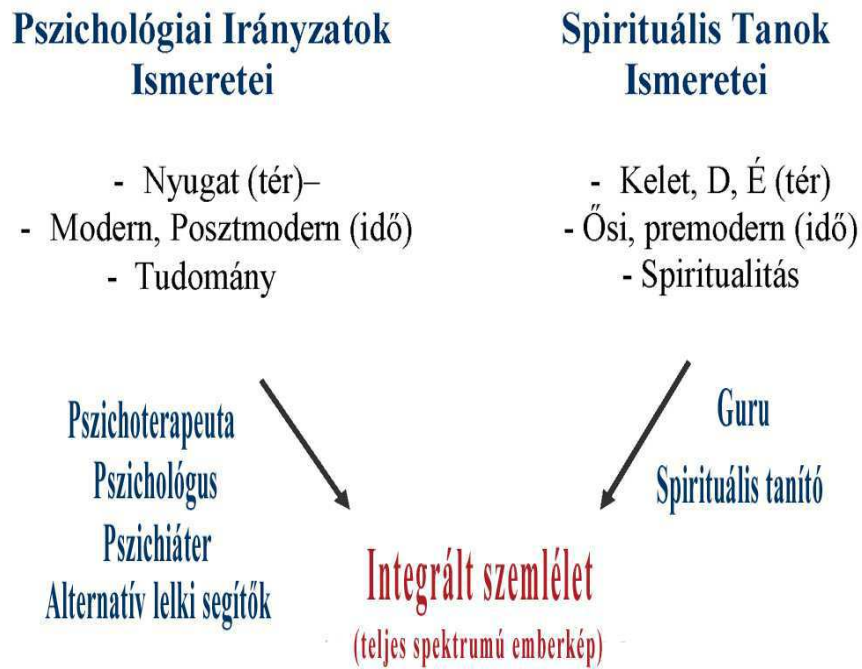 Pszichológiai Irányzatok
Ismeretei
- Nyugat (tér)–
- Modern, Posztmodern (idő)
- Tudomány
Spirituális Tanok
Ismeretei
- Kelet, D, É (tér)
- Ősi, premodern (idő)
- Spiritualitás
Pszichoterapeuta
Pszichológus
Pszichiáter
Alternatív lelki segítők
Guru
Spirituális tanító
Integrált szemlélet
(teljes spektrumú emberkép)